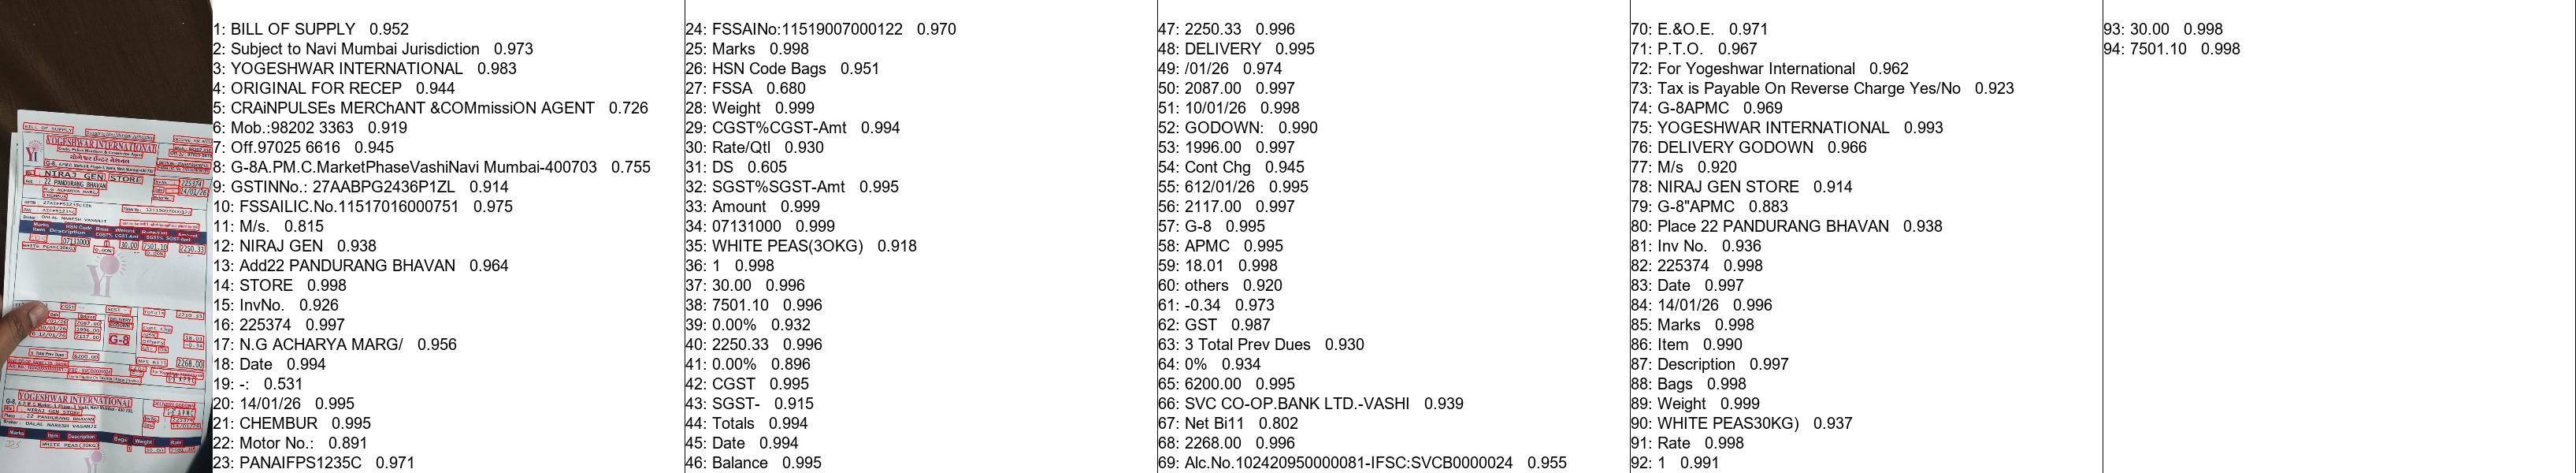 1: BILL OF SUPPLY 0.952
2: Subject to Navi Mumbai Jurisdiction 0.973
3: YOGESHWAR INTERNATIONAL 0.983
4: ORIGINAL FOR RECEP 0.944
5: CRAiNPULSEs MERChANT &COMmissiON AGENT 0.726
6: Mob.:98202 3363 0.919
7: Off.97025 6616 0.945
8: G-8A.PM.C.MarketPhaseVashiNavi Mumbai-400703 0.755
9: GSTINNo.: 27AABPG2436P1ZL 0.914
10: FSSAILIC.No.11517016000751 0.975
11: M/s. 0.815
12: NIRAJ GEN 0.938
13: Add22 PANDURANG BHAVAN 0.964
14: STORE 0.998
15: InvNo. 0.926
16: 225374 0.997
17: N.G ACHARYA MARG/ 0.956
18: Date 0.994
19: -: 0.531
20: 14/01/26 0.995
21: CHEMBUR 0.995
22: Motor No.: 0.891
23: PANAIFPS1235C 0.971
24: FSSAINo:11519007000122 0.970
25: Marks 0.998
26: HSN Code Bags 0.951
27: FSSA 0.680
28: Weight 0.999
29: CGST%CGST-Amt 0.994
30: Rate/Qtl 0.930
31: DS 0.605
32: SGST%SGST-Amt 0.995
33: Amount 0.999
34: 07131000 0.999
35: WHITE PEAS(3OKG) 0.918
36: 1 0.998
37: 30.00 0.996
38: 7501.10 0.996
39: 0.00% 0.932
40: 2250.33 0.996
41: 0.00% 0.896
42: CGST 0.995
43: SGST- 0.915
44: Totals 0.994
45: Date 0.994
46: Balance 0.995
47: 2250.33 0.996
48: DELIVERY 0.995
49: /01/26 0.974
50: 2087.00 0.997
51: 10/01/26 0.998
52: GODOWN: 0.990
53: 1996.00 0.997
54: Cont Chg 0.945
55: 612/01/26 0.995
56: 2117.00 0.997
57: G-8 0.995
58: APMC 0.995
59: 18.01 0.998
60: others 0.920
61: -0.34 0.973
62: GST 0.987
63: 3 Total Prev Dues 0.930
64: 0% 0.934
65: 6200.00 0.995
66: SVC CO-OP.BANK LTD.-VASHI 0.939
67: Net Bi11 0.802
68: 2268.00 0.996
69: Alc.No.102420950000081-IFSC:SVCB0000024 0.955
70: E.&O.E. 0.971
71: P.T.O. 0.967
72: For Yogeshwar International 0.962
73: Tax is Payable On Reverse Charge Yes/No 0.923
74: G-8APMC 0.969
75: YOGESHWAR INTERNATIONAL 0.993
76: DELIVERY GODOWN 0.966
77: M/s 0.920
78: NIRAJ GEN STORE 0.914
79: G-8"APMC 0.883
80: Place 22 PANDURANG BHAVAN 0.938
81: Inv No. 0.936
82: 225374 0.998
83: Date 0.997
84: 14/01/26 0.996
85: Marks 0.998
86: Item 0.990
87: Description 0.997
88: Bags 0.998
89: Weight 0.999
90: WHITE PEAS30KG) 0.937
91: Rate 0.998
92: 1 0.991
93: 30.00 0.998
94: 7501.10 0.998